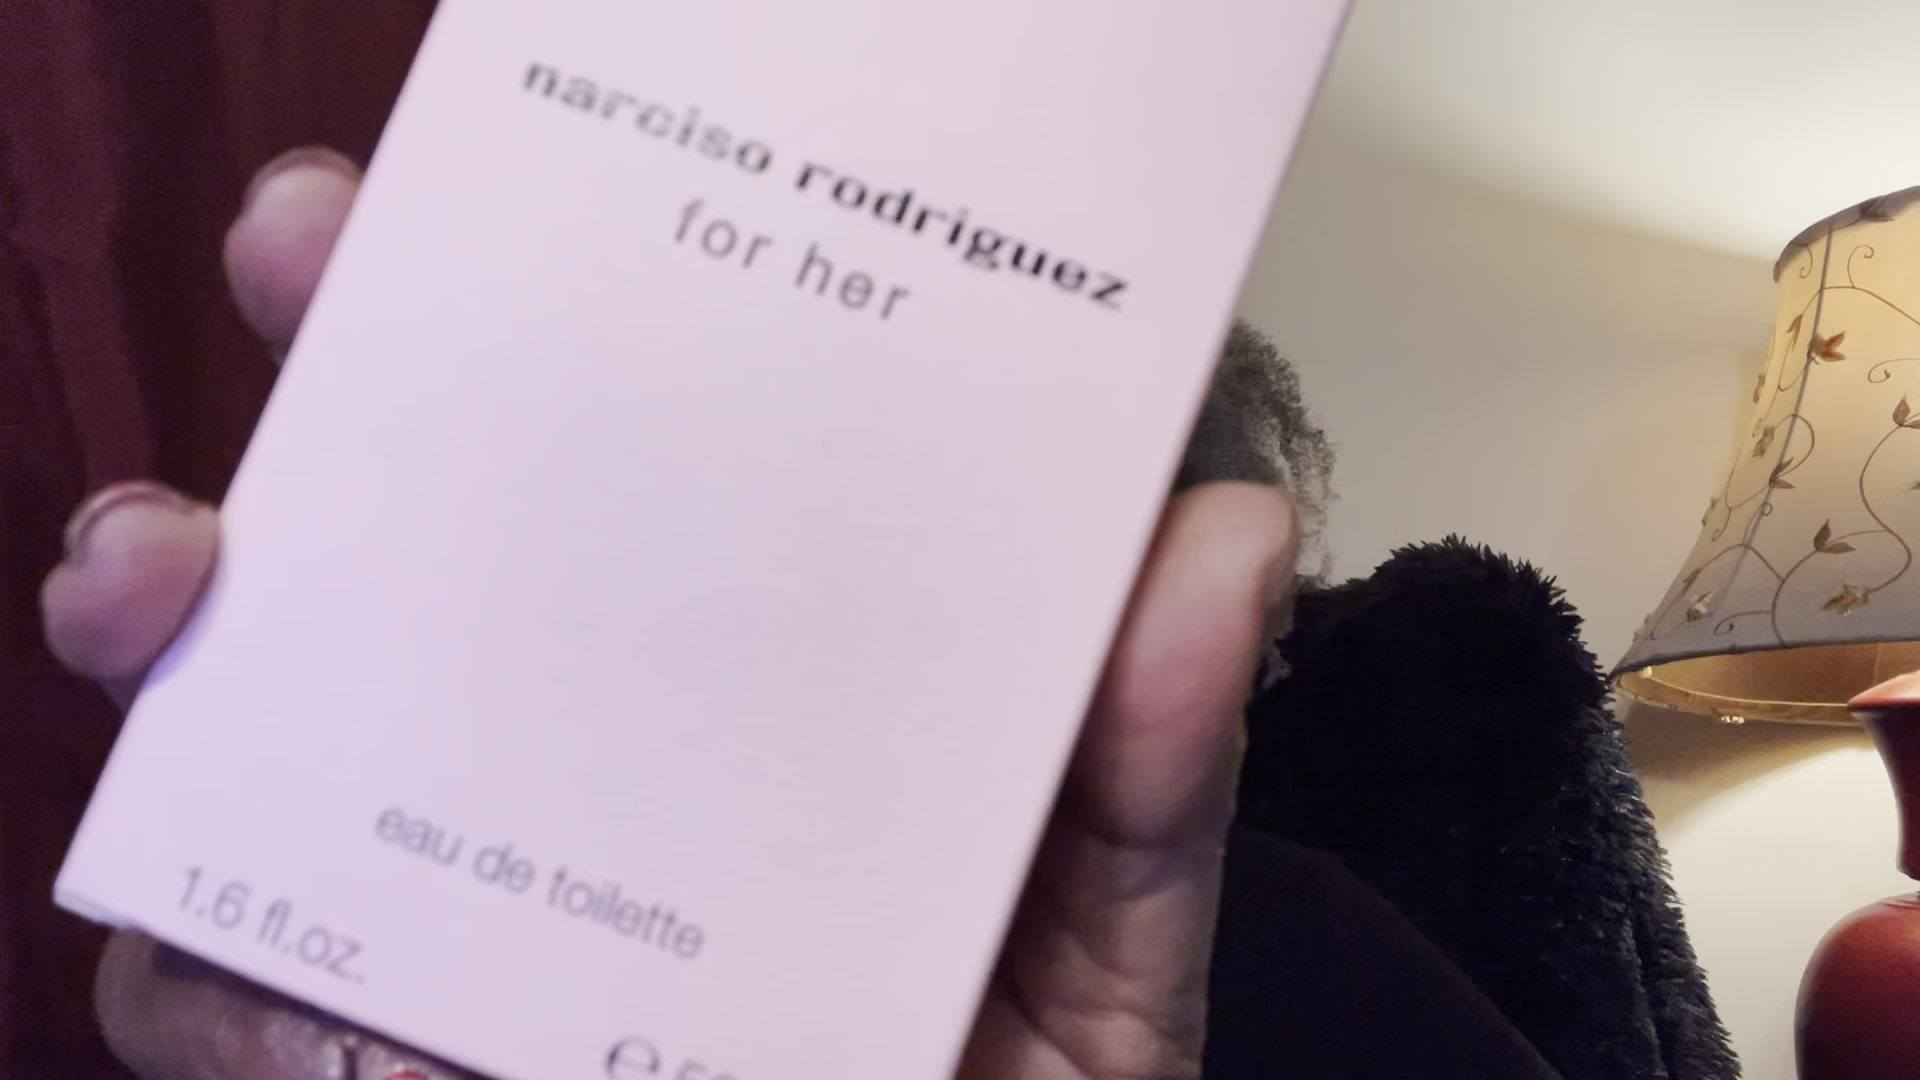 narciso rodriguez
for her
eau de toilette
1.6 fl.oz.
℮